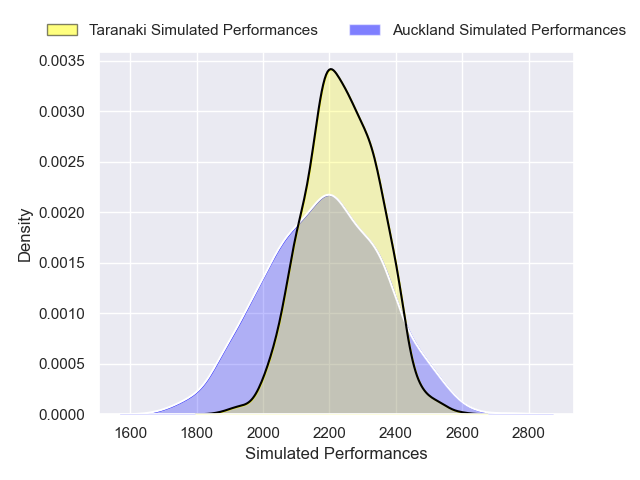 Taranaki Simulated Performances
Auckland Simulated Performances
0.0035
0.0030
0.0025
0.0020
0.0015
0.0010
0.0005
0.0000
Density
1600 1800 2000 2200 2400 2600 2800
Simulated Performances